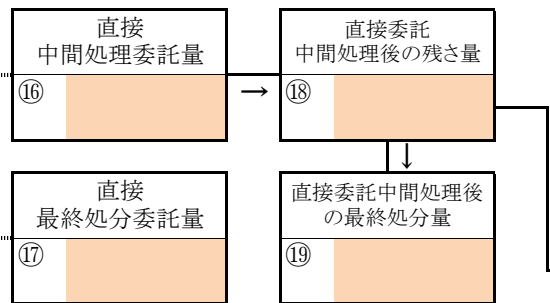 直接
中間処理委託量
⑯
→
直接委託
中間処理後の残さ量
⑱
↓
直接
最終処分委託量
⑰
直接委託中間処理後
の最終処分量
⑲